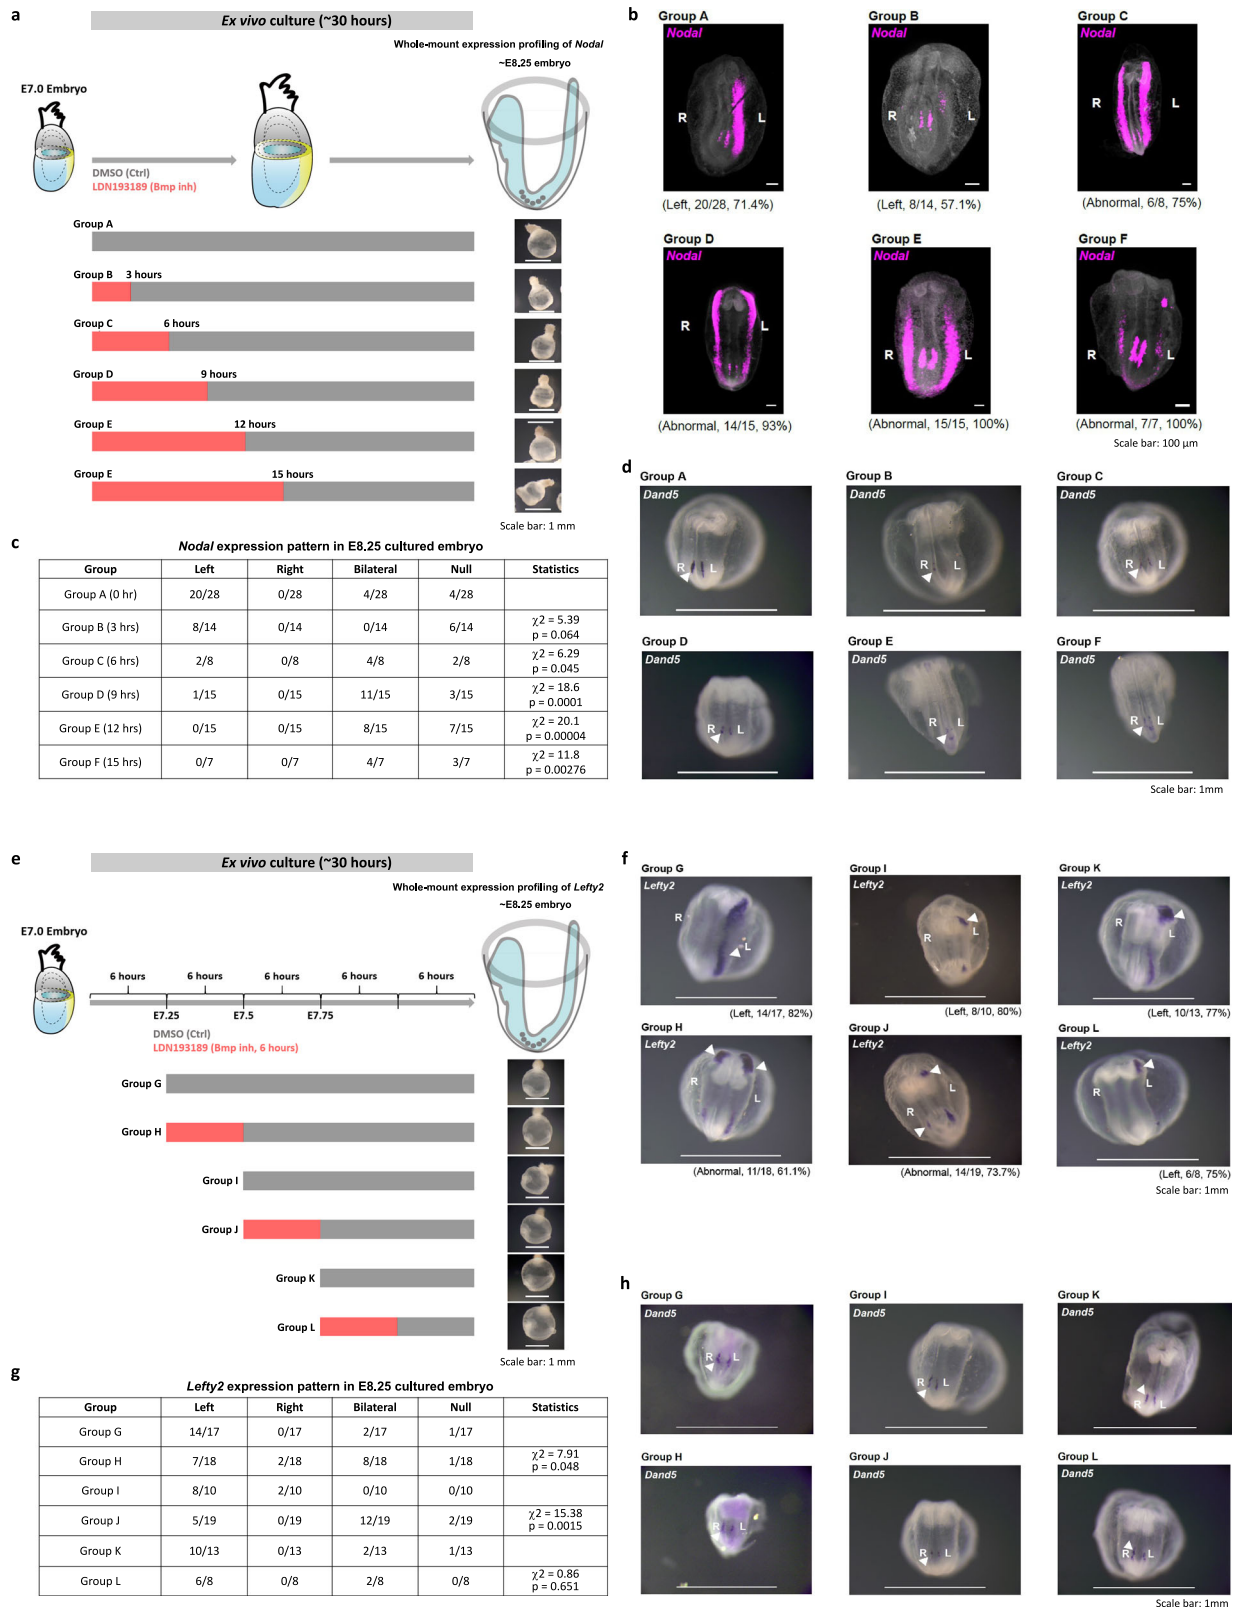 a
Ex vivo culture (~30 hours)
Whole-mount expression profiling of Nodal
~E8.25 embryo
E7.0 Embryo
DMSO (Ctrl)
LDN193189 (Bmp inh)
Group A
Group B 3 hours
Group C 6 hours
Group D 9 hours
Group E 12 hours
Group E 15 hours
Scale bar: 1 mm
b
Group A
Nodal
R L
(Left, 20/28, 71.4%)
Group B
Nodal
R L
(Left, 8/14, 57.1%)
Group C
Nodal
R L
(Abnormal, 6/8, 75%)
Group D
Nodal
R L
(Abnormal, 14/15, 93%)
Group E
Nodal
R L
(Abnormal, 15/15, 100%)
Group F
Nodal
R L
(Abnormal, 7/7, 100%)
Scale bar: 100 µm
c
Nodal expression pattern in E8.25 cultured embryo
Group Left Right Bilateral Null Statistics
Group A (0 hr) 20/28 0/28 4/28 4/28
Group B (3 hrs) 8/14 0/14 0/14 6/14 χ2 = 5.39
p = 0.064
Group C (6 hrs) 2/8 0/8 4/8 2/8 χ2 = 6.29
p = 0.045
Group D (9 hrs) 1/15 0/15 11/15 3/15 χ2 = 18.6
p = 0.0001
Group E (12 hrs) 0/15 0/15 8/15 7/15 χ2 = 20.1
p = 0.00004
Group F (15 hrs) 0/7 0/7 4/7 3/7 χ2 = 11.8
p = 0.00276
d
Group A
Dand5
R L
Group B
Dand5
R L
Group C
Dand5
R L
Group D
Dand5
R L
Group E
Dand5
R L
Group F
Dand5
R L
Scale bar: 1mm
e
Ex vivo culture (~30 hours)
Whole-mount expression profiling of Lefty2
~E8.25 embryo
E7.0 Embryo
6 hours 6 hours 6 hours 6 hours 6 hours
E7.25 E7.5 E7.75
DMSO (Ctrl)
LDN193189 (Bmp inh, 6 hours)
Group G
Group H
Group I
Group J
Group K
Group L
Scale bar: 1 mm
f
Group G
Lefty2
R L
(Left, 14/17, 82%)
Group I
Lefty2
R L
(Left, 8/10, 80%)
Group K
Lefty2
R L
(Left, 10/13, 77%)
Group H
Lefty2
R L
(Abnormal, 11/18, 61.1%)
Group J
Lefty2
R L
(Abnormal, 14/19, 73.7%)
Group L
Lefty2
R L
(Left, 6/8, 75%)
Scale bar: 1mm
g
Lefty2 expression pattern in E8.25 cultured embryo
Group Left Right Bilateral Null Statistics
Group G 14/17 0/17 2/17 1/17
Group H 7/18 2/18 8/18 1/18 χ2 = 7.91
p = 0.048
Group I 8/10 2/10 0/10 0/10
Group J 5/19 0/19 12/19 2/19 χ2 = 15.38
p = 0.0015
Group K 10/13 0/13 2/13 1/13
Group L 6/8 0/8 2/8 0/8 χ2 = 0.86
p = 0.651
h
Group G
Dand5
R L
Group I
Dand5
R L
Group K
Dand5
R L
Group H
Dand5
R L
Group J
Dand5
R L
Group L
Dand5
R L
Scale bar: 1mm